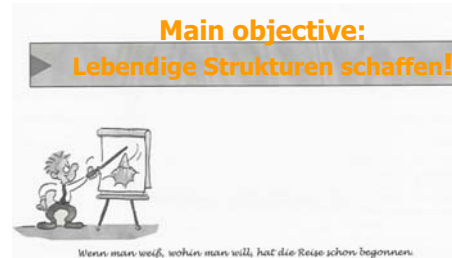 Main objective:
Lebendige Strukturen schaffen!
Wenn man weiß, wohin man will, hat die Reise schon begonnen.